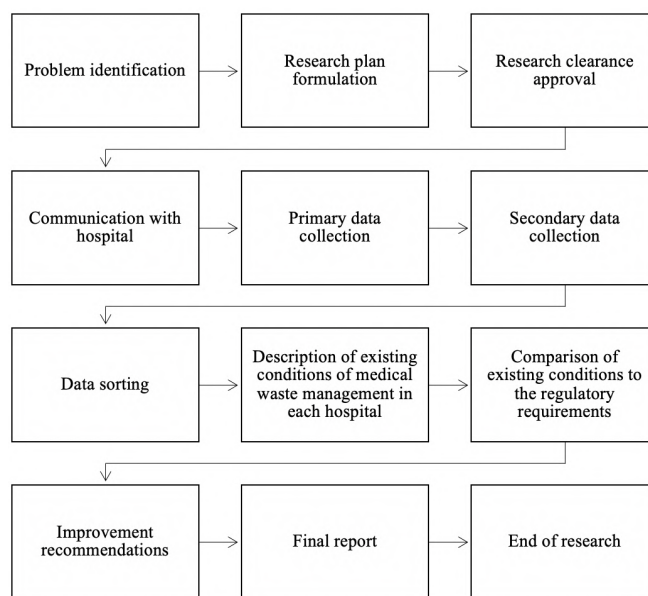 Problem identification
Research plan
formulation
Research clearance
approval
Communication with
hospital
Primary data
collection
Secondary data
collection
Data sorting
Description of existing
conditions of medical
waste management in
each hospital
Comparison of
existing conditions to
the regulatory
requirements
Improvement
recommendations
Final report
End of research